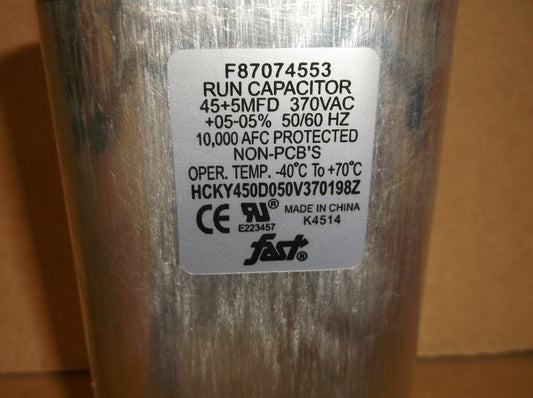 F87074553
RUN CAPACITOR
45+5MFD 370VAC
+05-05% 50/60 HZ
10,000 AFC PROTECTED
NON-PCB'S
OPER. TEMP. -40°C To +70°C
HCKY450D050V370198Z
CE RU® MADE IN CHINA
E223457 K4514
fast®